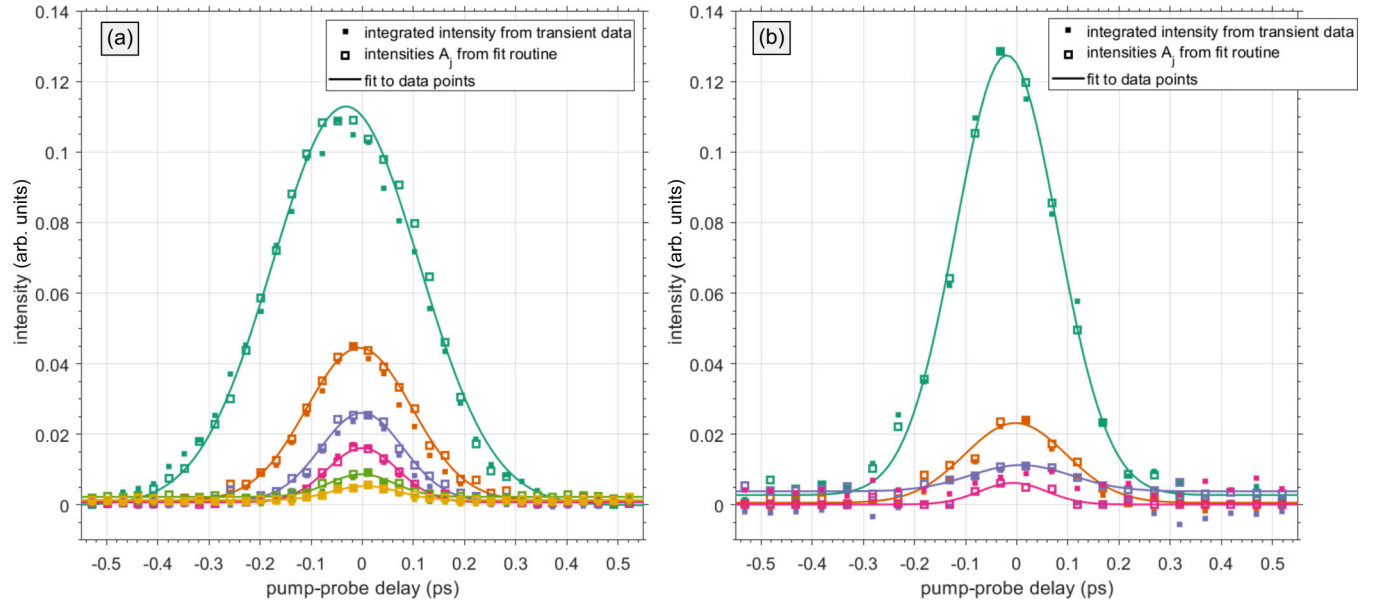 (a)
integrated intensity from transient data
intensities Aj from fit routine
fit to data points
0.14
0.12
0.1
0.08
0.06
0.04
0.02
0
intensity (arb. units)
-0.5 -0.4 -0.3 -0.2 -0.1 0 0.1 0.2 0.3 0.4 0.5
pump-probe delay (ps)
(b)
integrated intensity from transient data
intensities Aj from fit routine
fit to data points
0.14
0.12
0.1
0.08
0.06
0.04
0.02
0
intensity (arb. units)
-0.5 -0.4 -0.3 -0.2 -0.1 0 0.1 0.2 0.3 0.4 0.5
pump-probe delay (ps)